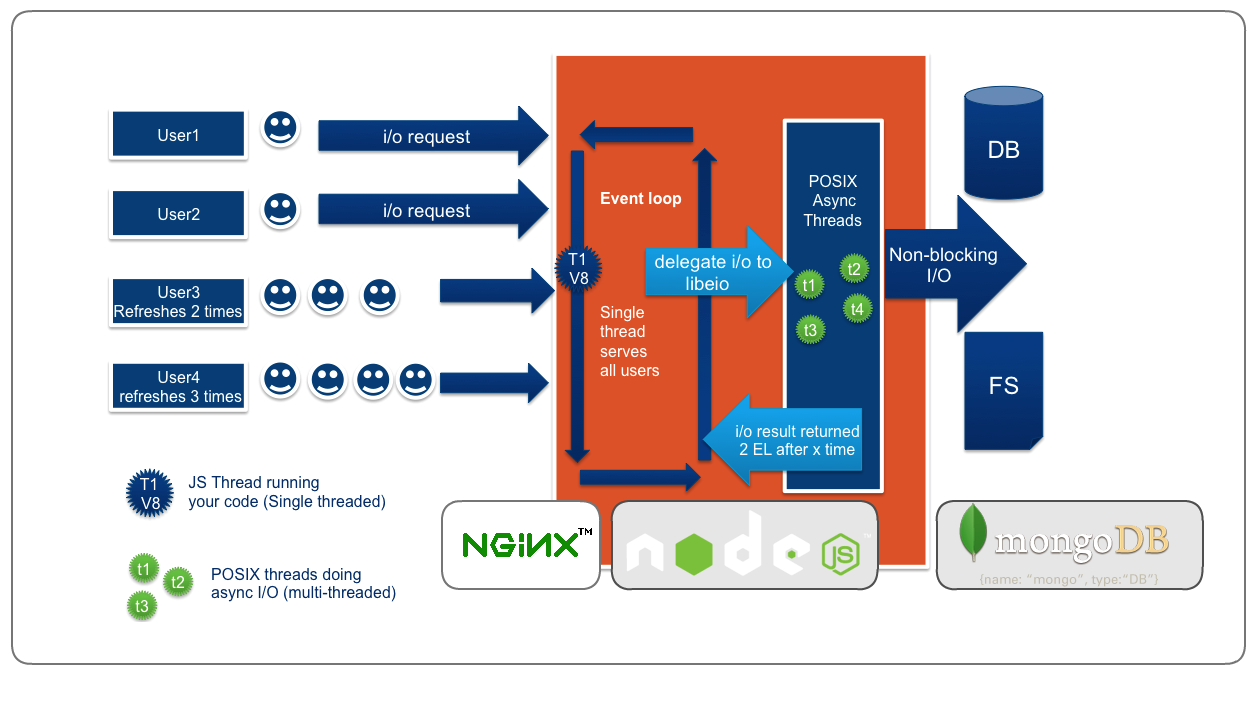 User1
i/o request
User2
i/o request
User3
Refreshes 2 times
User4
refreshes 3 times
Event loop
T1
V8
Single
thread
serves
all users
delegate i/o to
libeio
POSIX
Async
Threads
t1
t2
t4
t3
i/o result returned
2 EL after x time
DB
Non-blocking
I/O
FS
T1
V8
JS Thread running
your code (Single threaded)
t1
t2
t3
POSIX threads doing
async I/O (multi-threaded)
NGiNX™
node JS™
mongoDB
{name: “mongo”, type:“DB”}